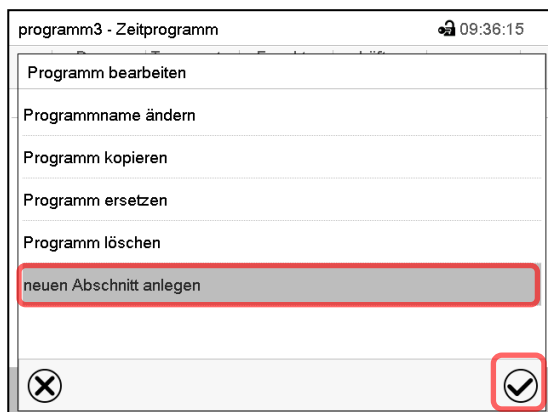 programm3 - Zeitprogramm 09:36:15
Programm bearbeiten
Programmname ändern
Programm kopieren
Programm ersetzen
Programm löschen
neuen Abschnitt anlegen